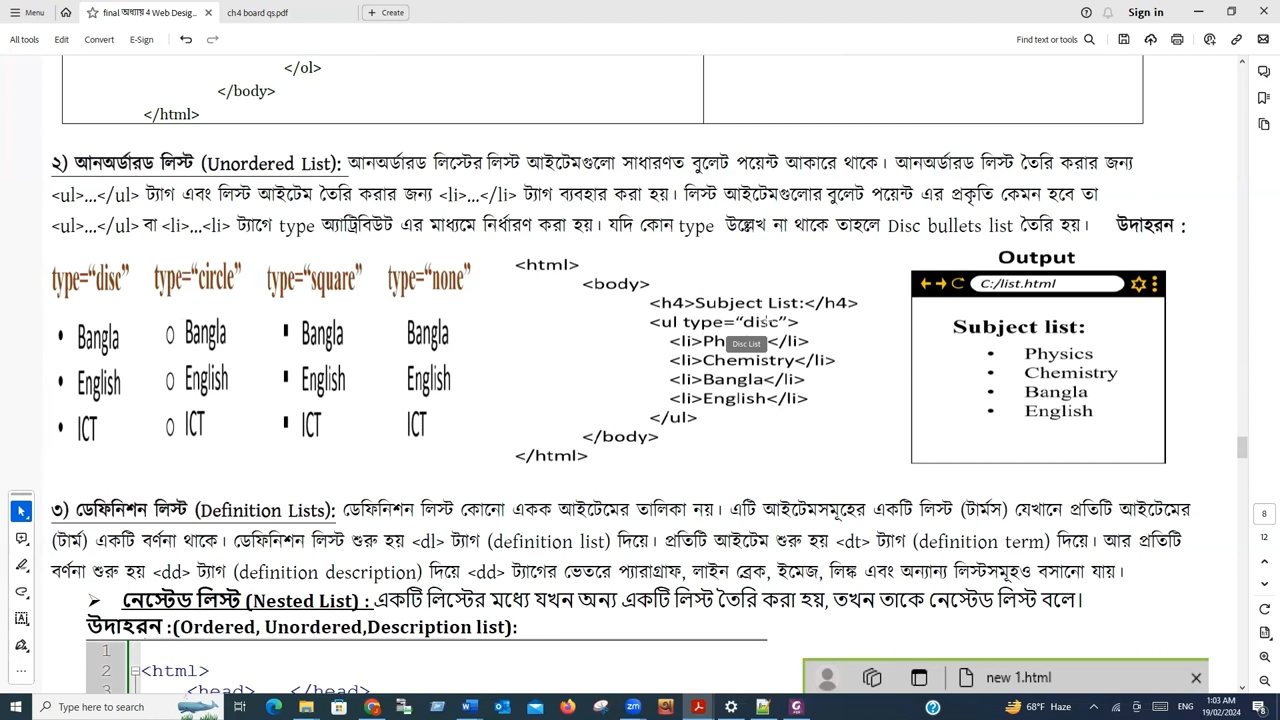 Menu
final অধ্যায় 4 Web Desig...
ch4 board qs.pdf
Create
Sign in
All tools Edit Convert E-Sign
Find text or tools
</ol>
</body>
</html>
২) আনঅর্ডারড লিস্ট (Unordered List): আনঅর্ডারড লিস্টের লিস্ট আইটেমগুলো সাধারণত বুলেট পয়েন্ট আকারে থাকে। আনঅর্ডারড লিস্ট তৈরি করার জন্য
<ul>...</ul> ট্যাগ এবং লিস্ট আইটেম তৈরি করার জন্য <li>...</li> ট্যাগ ব্যবহার করা হয়। লিস্ট আইটেমগুলোর বুলেট পয়েন্ট এর প্রকৃতি কেমন হবে তা
<ul>...</ul> বা <li>...<li> ট্যাগে type অ্যাট্রিবিউট এর মাধ্যমে নির্ধারণ করা হয়। যদি কোন type উল্লেখ না থাকে তাহলে Disc bullets list তৈরি হয়। উদাহরন :
type=“disc”
• Bangla
• English
• ICT
type=“circle”
o Bangla
o English
o ICT
type=“square”
▪ Bangla
▪ English
▪ ICT
type=“none”
Bangla
English
ICT
<html>
<body>
<h4>Subject List:</h4>
<ul type=“disc”>
<li>Ph </li>
Disc List
<li>Chemistry</li>
<li>Bangla</li>
<li>English</li>
</ul>
</body>
</html>
Output
C:/list.html
Subject list:
• Physics
• Chemistry
• Bangla
• English
৩) ডেফিনিশন লিস্ট (Definition Lists): ডেফিনিশন লিস্ট কোনো একক আইটেমের তালিকা নয়। এটি আইটেমসমূহের একটি লিস্ট (টার্মস) যেখানে প্রতিটি আইটেমের
(টার্ম) একটি বর্ণনা থাকে। ডেফিনিশন লিস্ট শুরু হয় <dl> ট্যাগ (definition list) দিয়ে। প্রতিটি আইটেম শুরু হয় <dt> ট্যাগ (definition term) দিয়ে। আর প্রতিটি
বর্ণনা শুরু হয় <dd> ট্যাগ (definition description) দিয়ে <dd> ট্যাগের ভেতরে প্যারাগ্রাফ, লাইন ব্রেক, ইমেজ, লিঙ্ক এবং অন্যান্য লিস্টসমূহও বসানো যায়।
➢ নেস্টেড লিস্ট (Nested List) : একটি লিস্টের মধ্যে যখন অন্য একটি লিস্ট তৈরি করা হয়, তখন তাকে নেস্টেড লিস্ট বলে।
উদাহরন :(Ordered, Unordered,Description list):
1
2 <html>
3 <head> </head>
new 1.html
8
12
Type here to search
68°F Haze
1:03 AM
19/02/2024